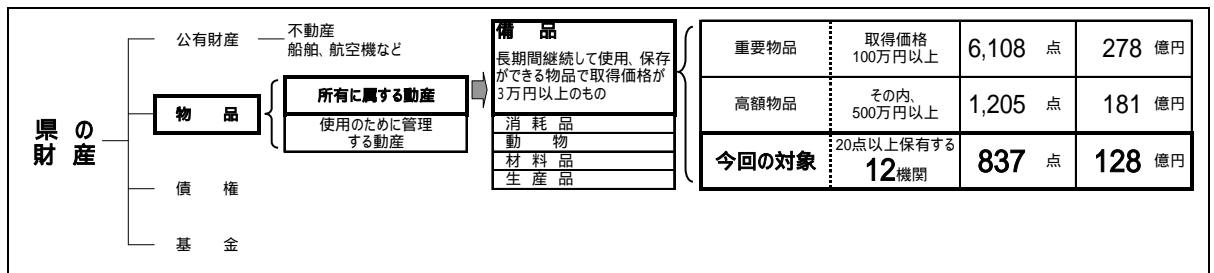 県の
財産
公有財産
不動産
船舶、航空機など
物品
所有に属する動産
使用のために管理
する動産
債権
基金
備品
長期間継続して使用、保存
ができる物品で取得価格が
3万円以上のもの
消耗品
動物
材料品
生産品
重要物品 取得価格
100万円以上 6,108 点 278 億円
高額物品 その内、
500万円以上 1,205 点 181 億円
今回の対象 20点以上保有する
12機関 837 点 128 億円